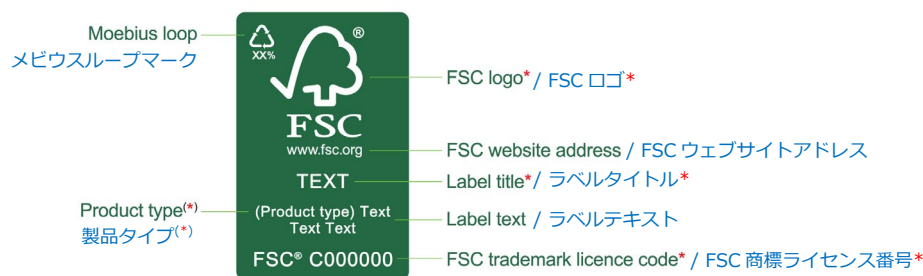 Moebius loop
メビウスループマーク
Product type(*)
製品タイプ(*)
XX%
®
FSC
www.fsc.org
TEXT
(Product type) Text
Text Text
FSC® C000000
FSC logo* / FSC ロゴ*
FSC website address / FSC ウェブサイトアドレス
Label title* / ラベルタイトル*
Label text / ラベルテキスト
FSC trademark licence code* / FSC 商標ライセンス番号*